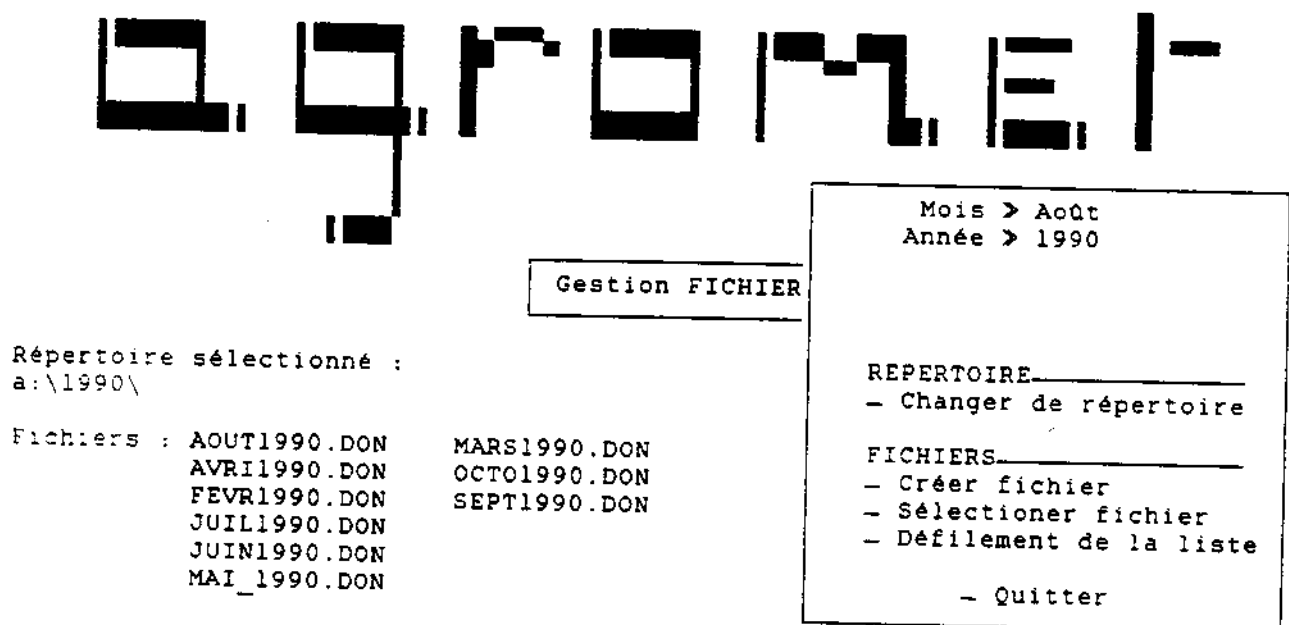 agromet
Mois > Août
Année > 1990
Gestion FICHIER
Répertoire sélectionné :
a:\1990\
Fichiers : AOUT1990.DON MARS1990.DON
AVRI1990.DON OCTO1990.DON
FEVR1990.DON SEPT1990.DON
JUIL1990.DON
JUIN1990.DON
MAI_1990.DON
REPERTOIRE
- Changer de répertoire
FICHIERS
- Créer fichier
- Sélectioner fichier
- Défilement de la liste
- Quitter